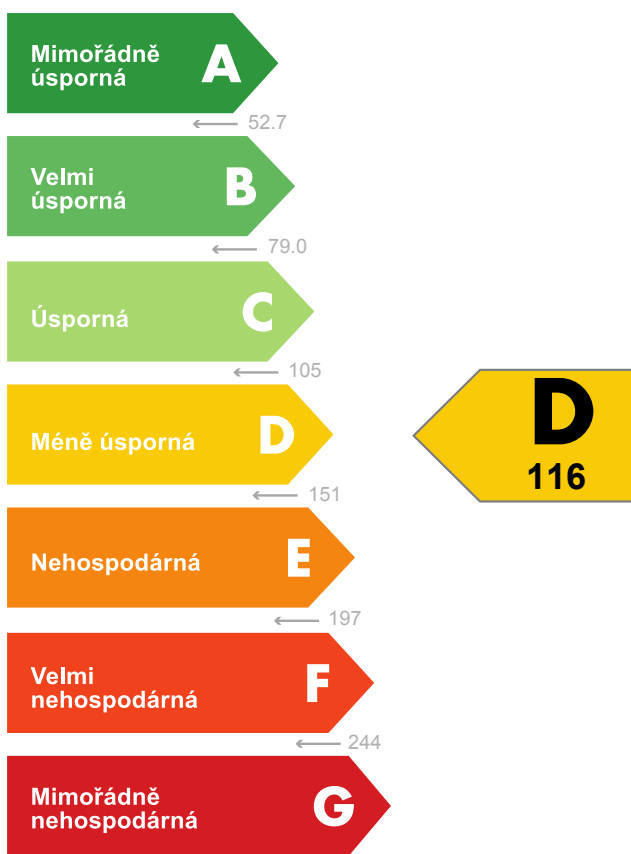 Mimořádně
úsporná
A
52.7
Velmi
úsporná
B
79.0
Úsporná
C
105
Méně úsporná
D
D
116
151
Nehospodárná
E
197
Velmi
nehospodárná
F
244
Mimořádně
nehospodárná
G